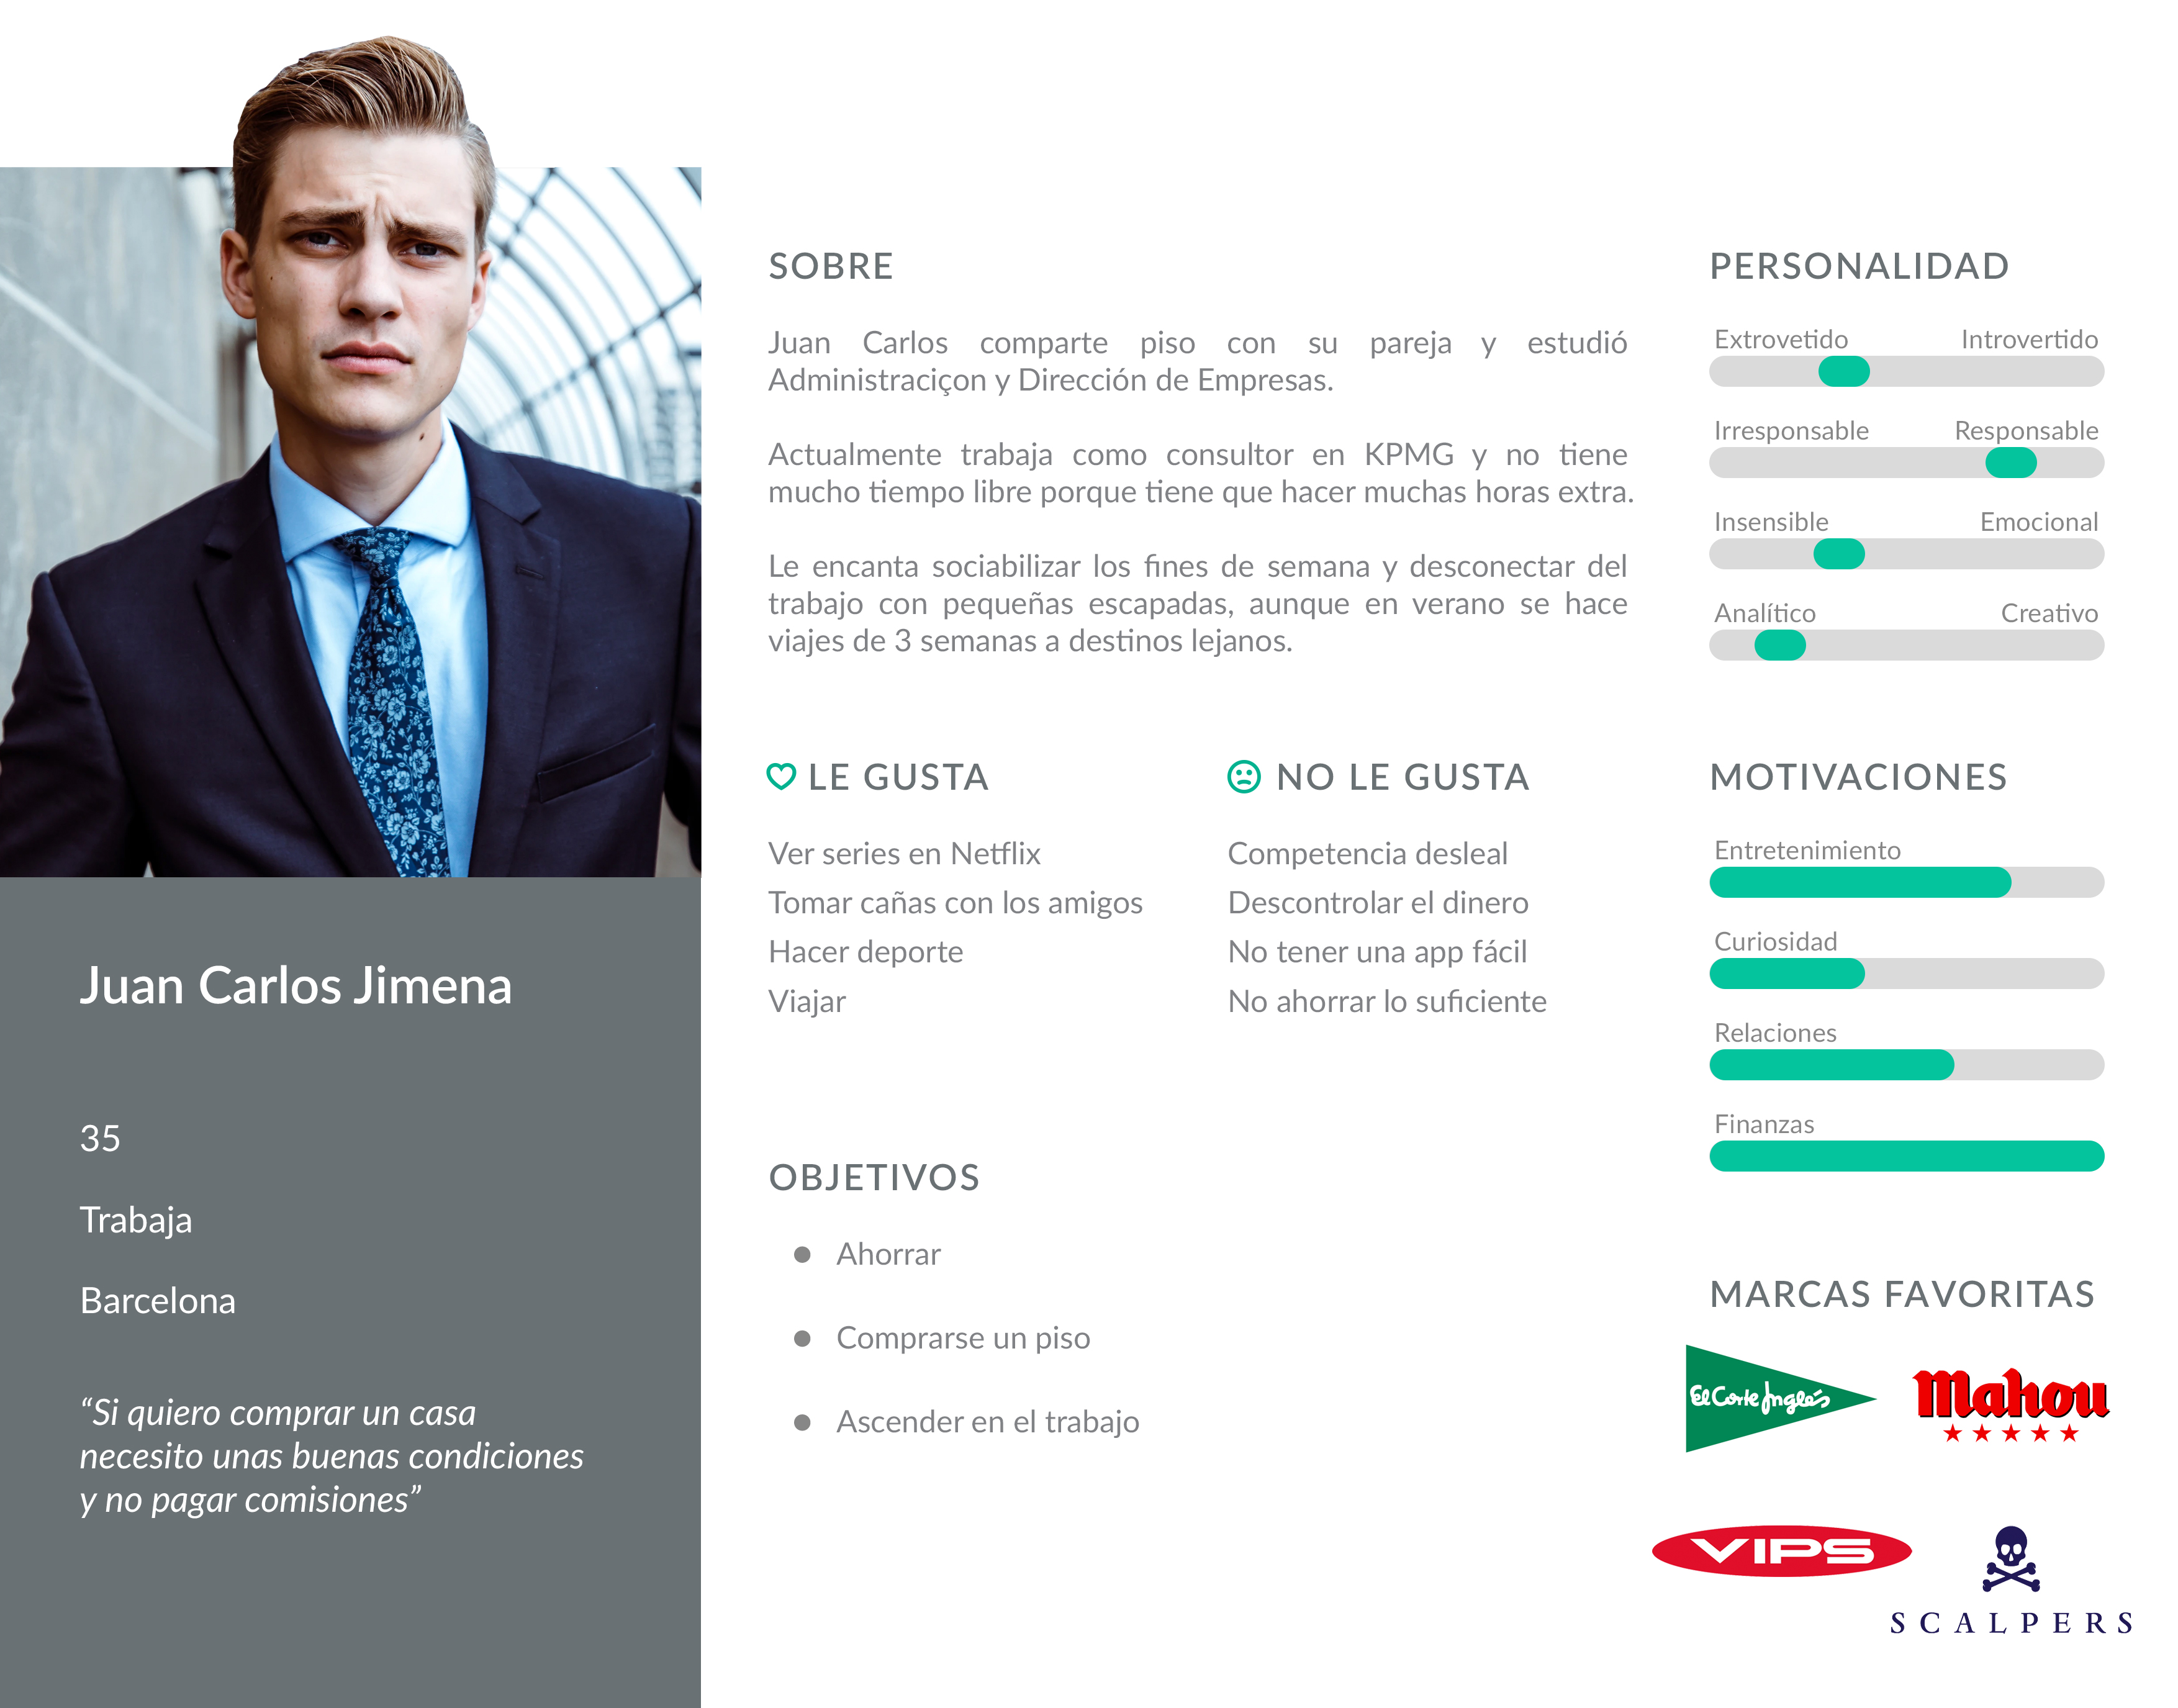 Juan Carlos Jimena
35
Trabaja
Barcelona
“Si quiero comprar un casa
necesito unas buenas condiciones
y no pagar comisiones”
SOBRE
Juan Carlos comparte piso con su pareja y estudió
Administraciçon y Dirección de Empresas.
Actualmente trabaja como consultor en KPMG y no tiene
mucho tiempo libre porque tiene que hacer muchas horas extra.
Le encanta sociabilizar los fines de semana y desconectar del
trabajo con pequeñas escapadas, aunque en verano se hace
viajes de 3 semanas a destinos lejanos.
LE GUSTA
Ver series en Netflix
Tomar cañas con los amigos
Hacer deporte
Viajar
NO LE GUSTA
Competencia desleal
Descontrolar el dinero
No tener una app fácil
No ahorrar lo suficiente
OBJETIVOS
● Ahorrar
● Comprarse un piso
● Ascender en el trabajo
PERSONALIDAD
Extrovetido Introvertido
Irresponsable Responsable
Insensible Emocional
Analítico Creativo
MOTIVACIONES
Entretenimiento
Curiosidad
Relaciones
Finanzas
MARCAS FAVORITAS
El Corte Inglés
Mahou
VIPS
SCALPERS